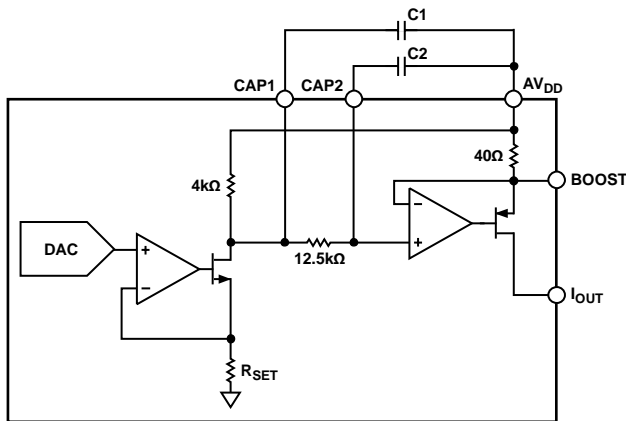 C1
C2
CAP1 CAP2 AVDD
40Ω
BOOST
4kΩ
DAC
+
−
12.5kΩ
−
+
IOUT
RSET